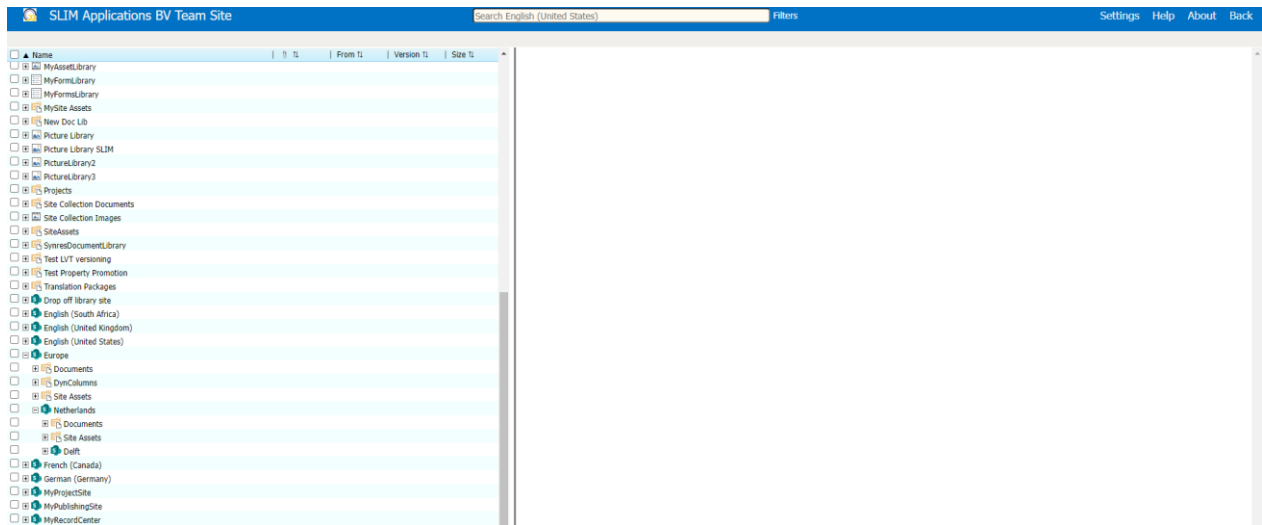 SLIM Applications BV Team Site Search English (United States) Filters Settings Help About Back
Name From Version Size
MyAssetLibrary
MyFormLibrary
MyFormsLibrary
MySite Assets
New Doc Lib
Picture Library
Picture Library SLIM
PictureLibrary2
PictureLibrary3
Projects
Site Collection Documents
Site Collection Images
SiteAssets
SynresDocumentLibrary
Test LVT versioning
Test Property Promotion
Translation Packages
Drop off library site
English (South Africa)
English (United Kingdom)
English (United States)
Europe
Documents
DynColumns
Site Assets
Netherlands
Documents
Site Assets
Delft
French (Canada)
German (Germany)
MyProjectSite
MyPublishingSite
MyRecordCenter